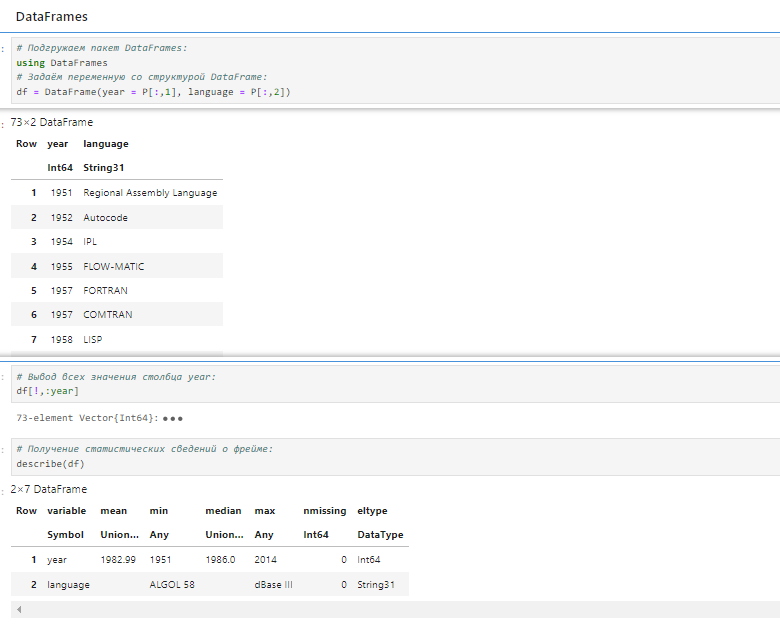 DataFrames
# Подгружаем пакет DataFrames:
using DataFrames
# Задаём переменную со структурой DataFrame:
df = DataFrame(year = P[:,1], language = P[:,2])
73×2 DataFrame
Row year language
Int64 String31
1 1951 Regional Assembly Language
2 1952 Autocode
3 1954 IPL
4 1955 FLOW-MATIC
5 1957 FORTRAN
6 1957 COMTRAN
7 1958 LISP
# Вывод всех значения столбца year:
df[!,:year]
73-element Vector{Int64}: •••
# Получение статистических сведений о фрейме:
describe(df)
2×7 DataFrame
Row variable mean min median max nmissing eltype
Symbol Union… Any Union… Any Int64 DataType
1 year 1982.99 1951 1986.0 2014 0 Int64
2 language ALGOL 58 dBase III 0 String31